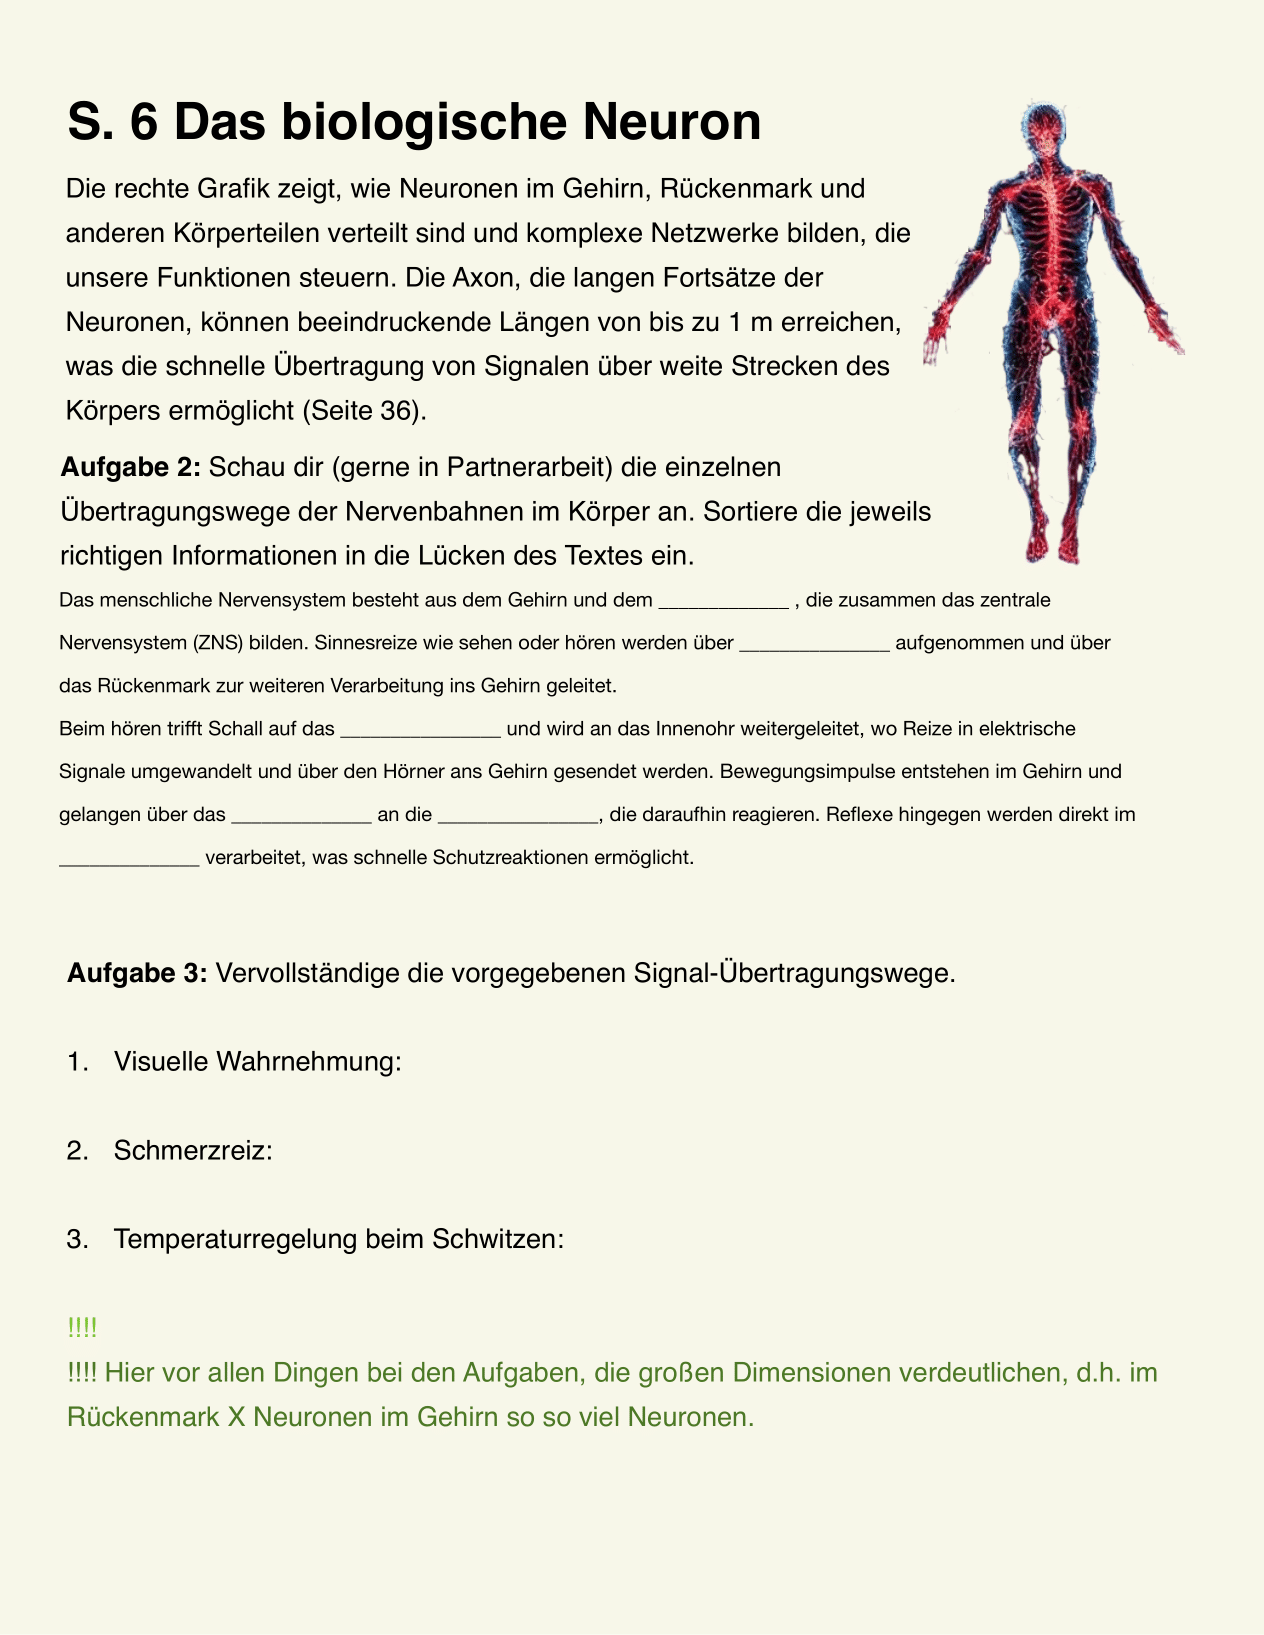 S. 6 Das biologische Neuron
Die rechte Grafik zeigt, wie Neuronen im Gehirn, Rückenmark und
anderen Körperteilen verteilt sind und komplexe Netzwerke bilden, die
unsere Funktionen steuern. Die Axon, die langen Fortsätze der
Neuronen, können beeindruckende Längen von bis zu 1 m erreichen,
was die schnelle Übertragung von Signalen über weite Strecken des
Körpers ermöglicht (Seite 36).
Aufgabe 2: Schau dir (gerne in Partnerarbeit) die einzelnen
Übertragungswege der Nervenbahnen im Körper an. Sortiere die jeweils
richtigen Informationen in die Lücken des Textes ein.
Das menschliche Nervensystem besteht aus dem Gehirn und dem _____________ , die zusammen das zentrale
Nervensystem (ZNS) bilden. Sinnesreize wie sehen oder hören werden über _______________ aufgenommen und über
das Rückenmark zur weiteren Verarbeitung ins Gehirn geleitet.
Beim hören trifft Schall auf das ________________ und wird an das Innenohr weitergeleitet, wo Reize in elektrische
Signale umgewandelt und über den Hörner ans Gehirn gesendet werden. Bewegungsimpulse entstehen im Gehirn und
gelangen über das ______________ an die ________________, die daraufhin reagieren. Reflexe hingegen werden direkt im
______________ verarbeitet, was schnelle Schutzreaktionen ermöglicht.
Aufgabe 3: Vervollständige die vorgegebenen Signal-Übertragungswege.
1. Visuelle Wahrnehmung:
2. Schmerzreiz:
3. Temperaturregelung beim Schwitzen:
!!!!
!!!! Hier vor allen Dingen bei den Aufgaben, die großen Dimensionen verdeutlichen, d.h. im
Rückenmark X Neuronen im Gehirn so so viel Neuronen.